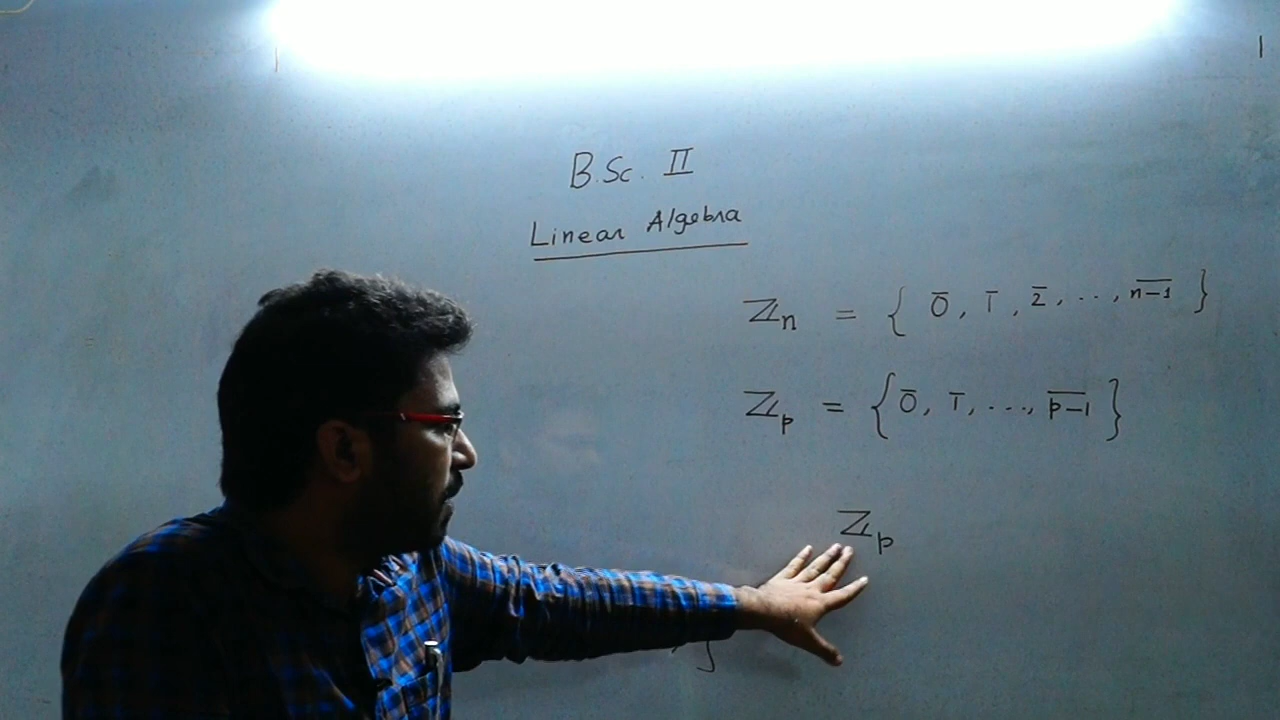 B.Sc. II
Linear Algebra
ℤn = { 0̄, 1̄, 2̄, ..., n̅-̅1̅ }
ℤp = { 0̄, 1̄, ..., p̅-̅1̅ }
ℤp